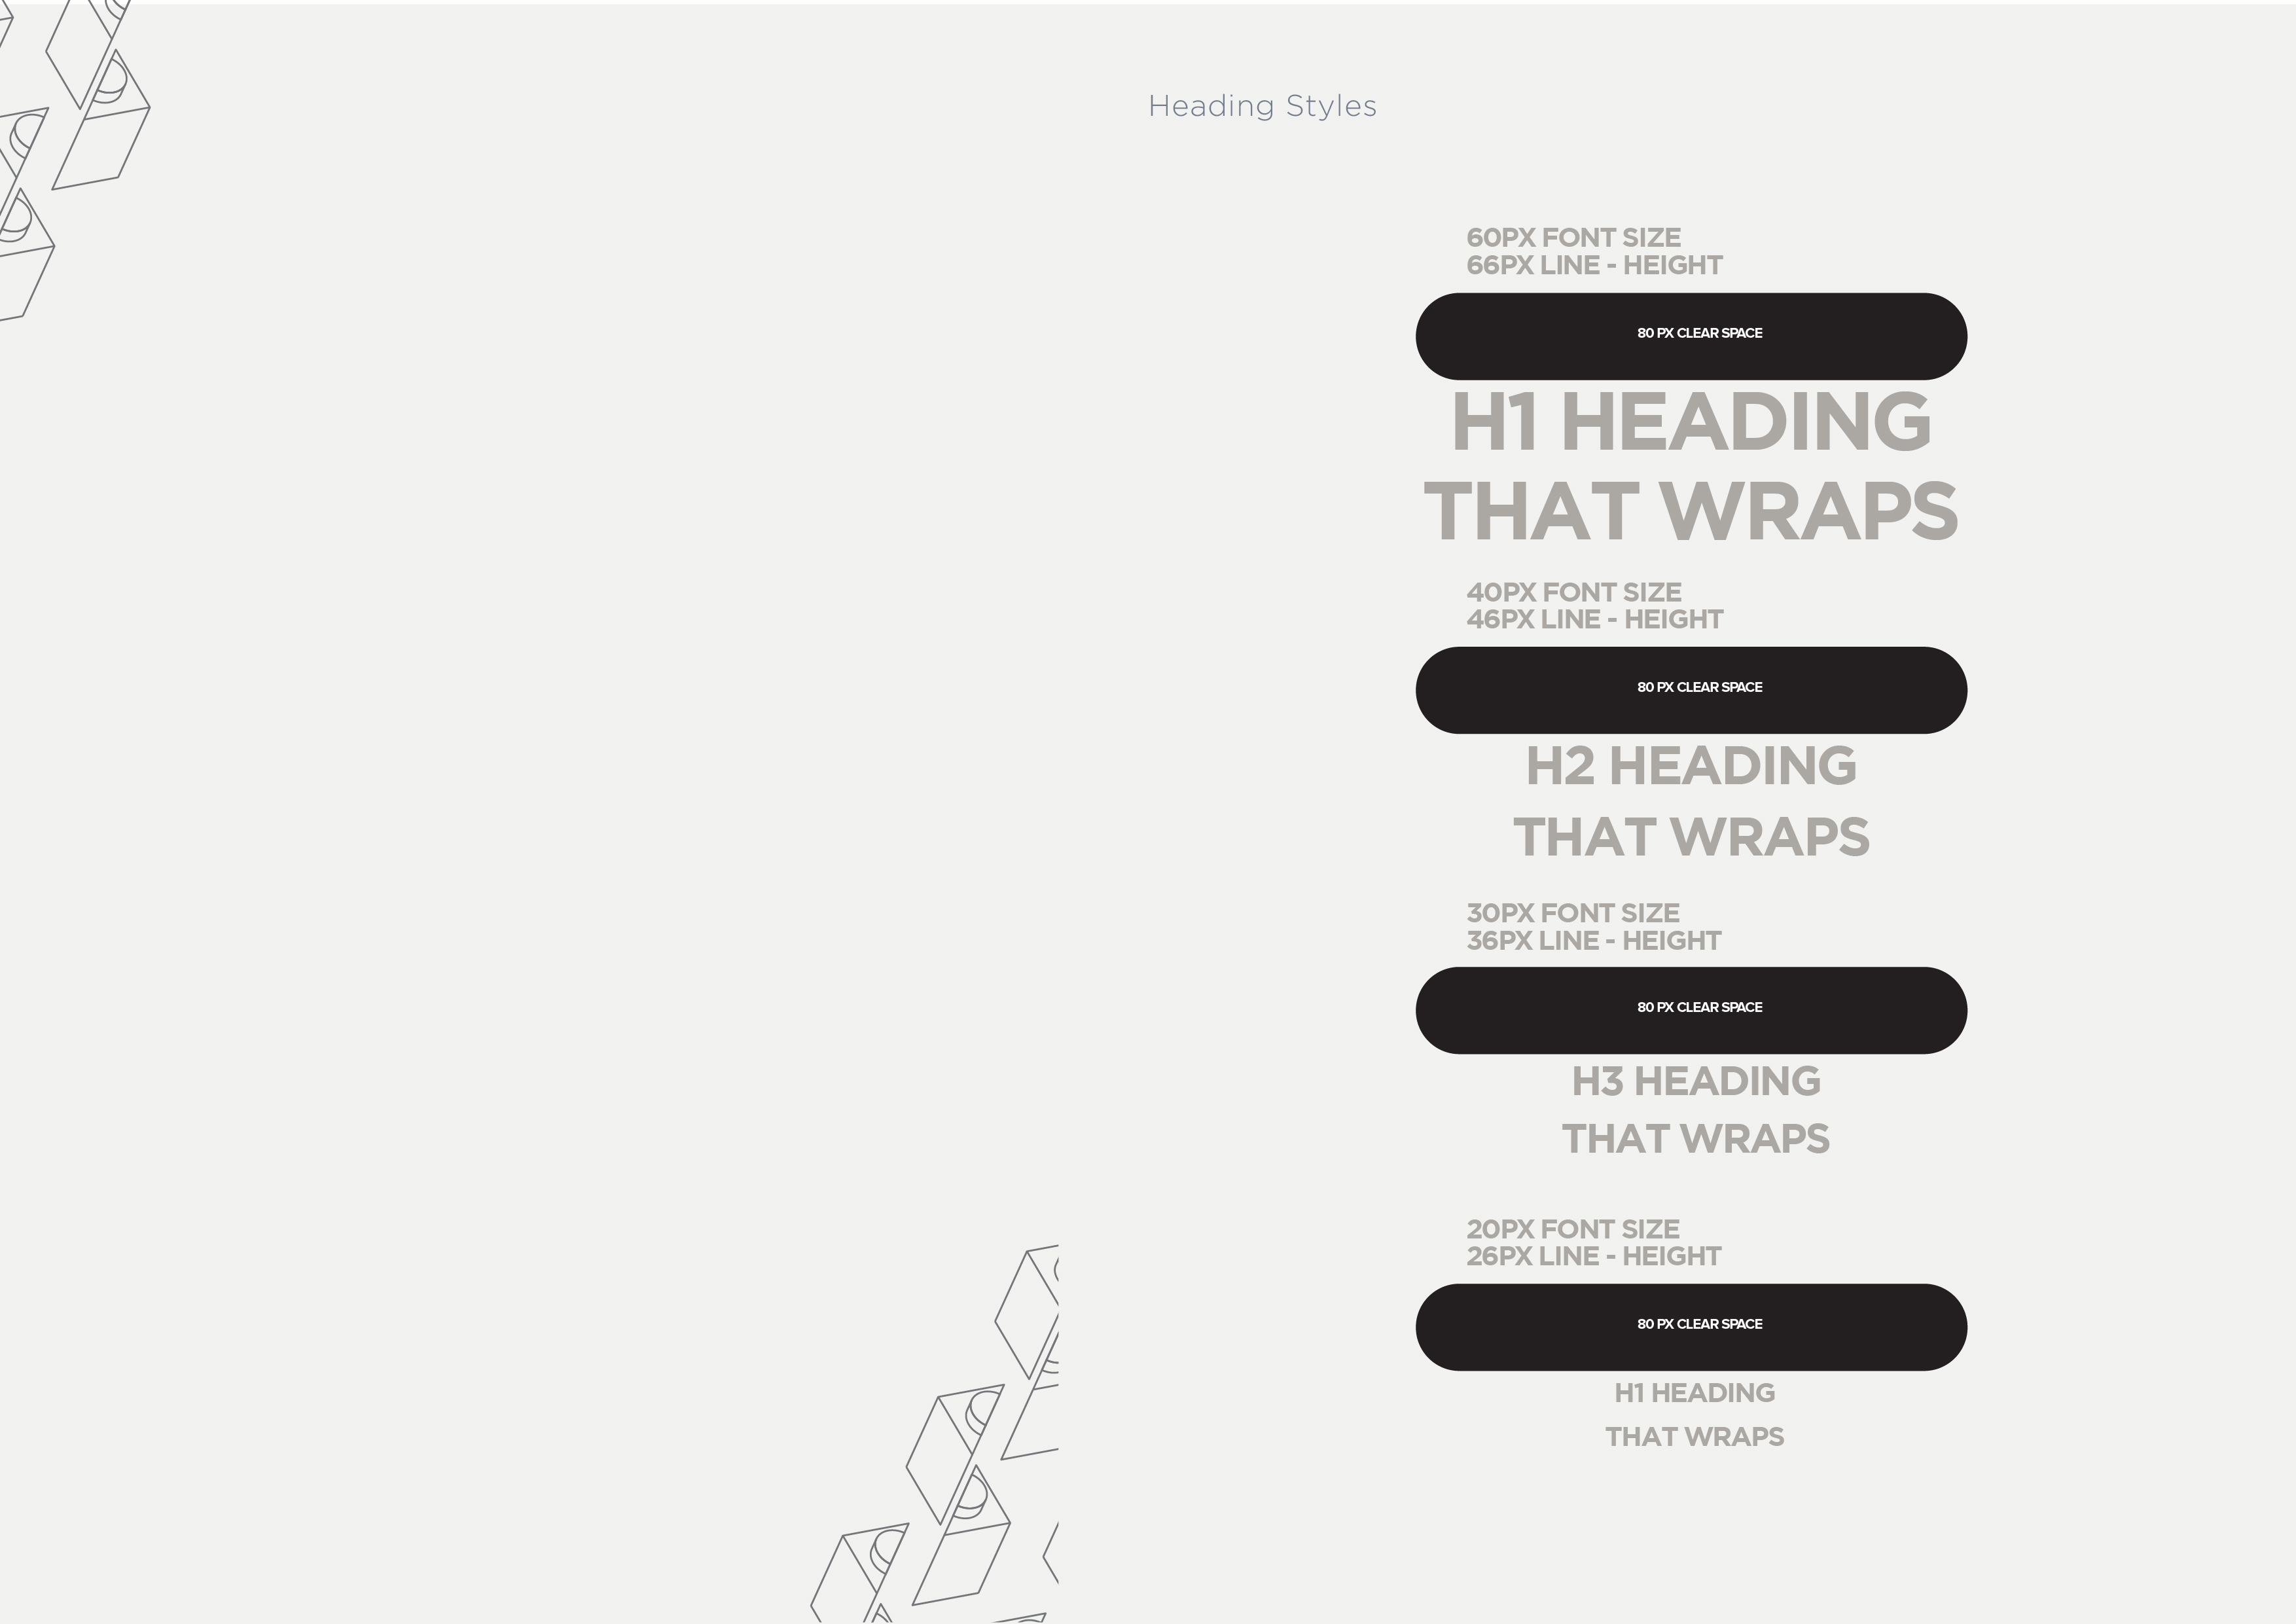 Heading Styles
60PX FONT SIZE
66PX LINE - HEIGHT
80 PX CLEAR SPACE
H1 HEADING
THAT WRAPS
40PX FONT SIZE
46PX LINE - HEIGHT
80 PX CLEAR SPACE
H2 HEADING
THAT WRAPS
30PX FONT SIZE
36PX LINE - HEIGHT
80 PX CLEAR SPACE
H3 HEADING
THAT WRAPS
20PX FONT SIZE
26PX LINE - HEIGHT
80 PX CLEAR SPACE
H1 HEADING
THAT WRAPS